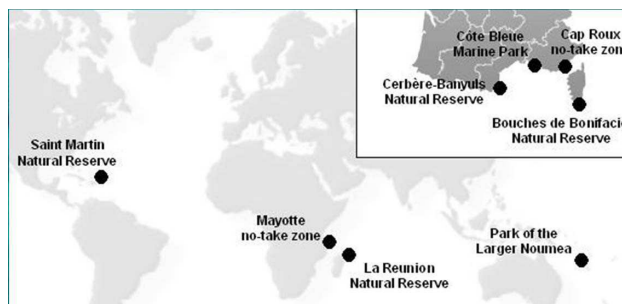 Côte Bleue
Marine Park
Cap Roux
no-take zon
Cerbère-Banyuls
Natural Reserve
Bouches de Bonifacio
Natural Reserve
Saint Martin
Natural Reserve
Mayotte
no-take zone
La Reunion
Natural Reserve
Park of the
Larger Noumea